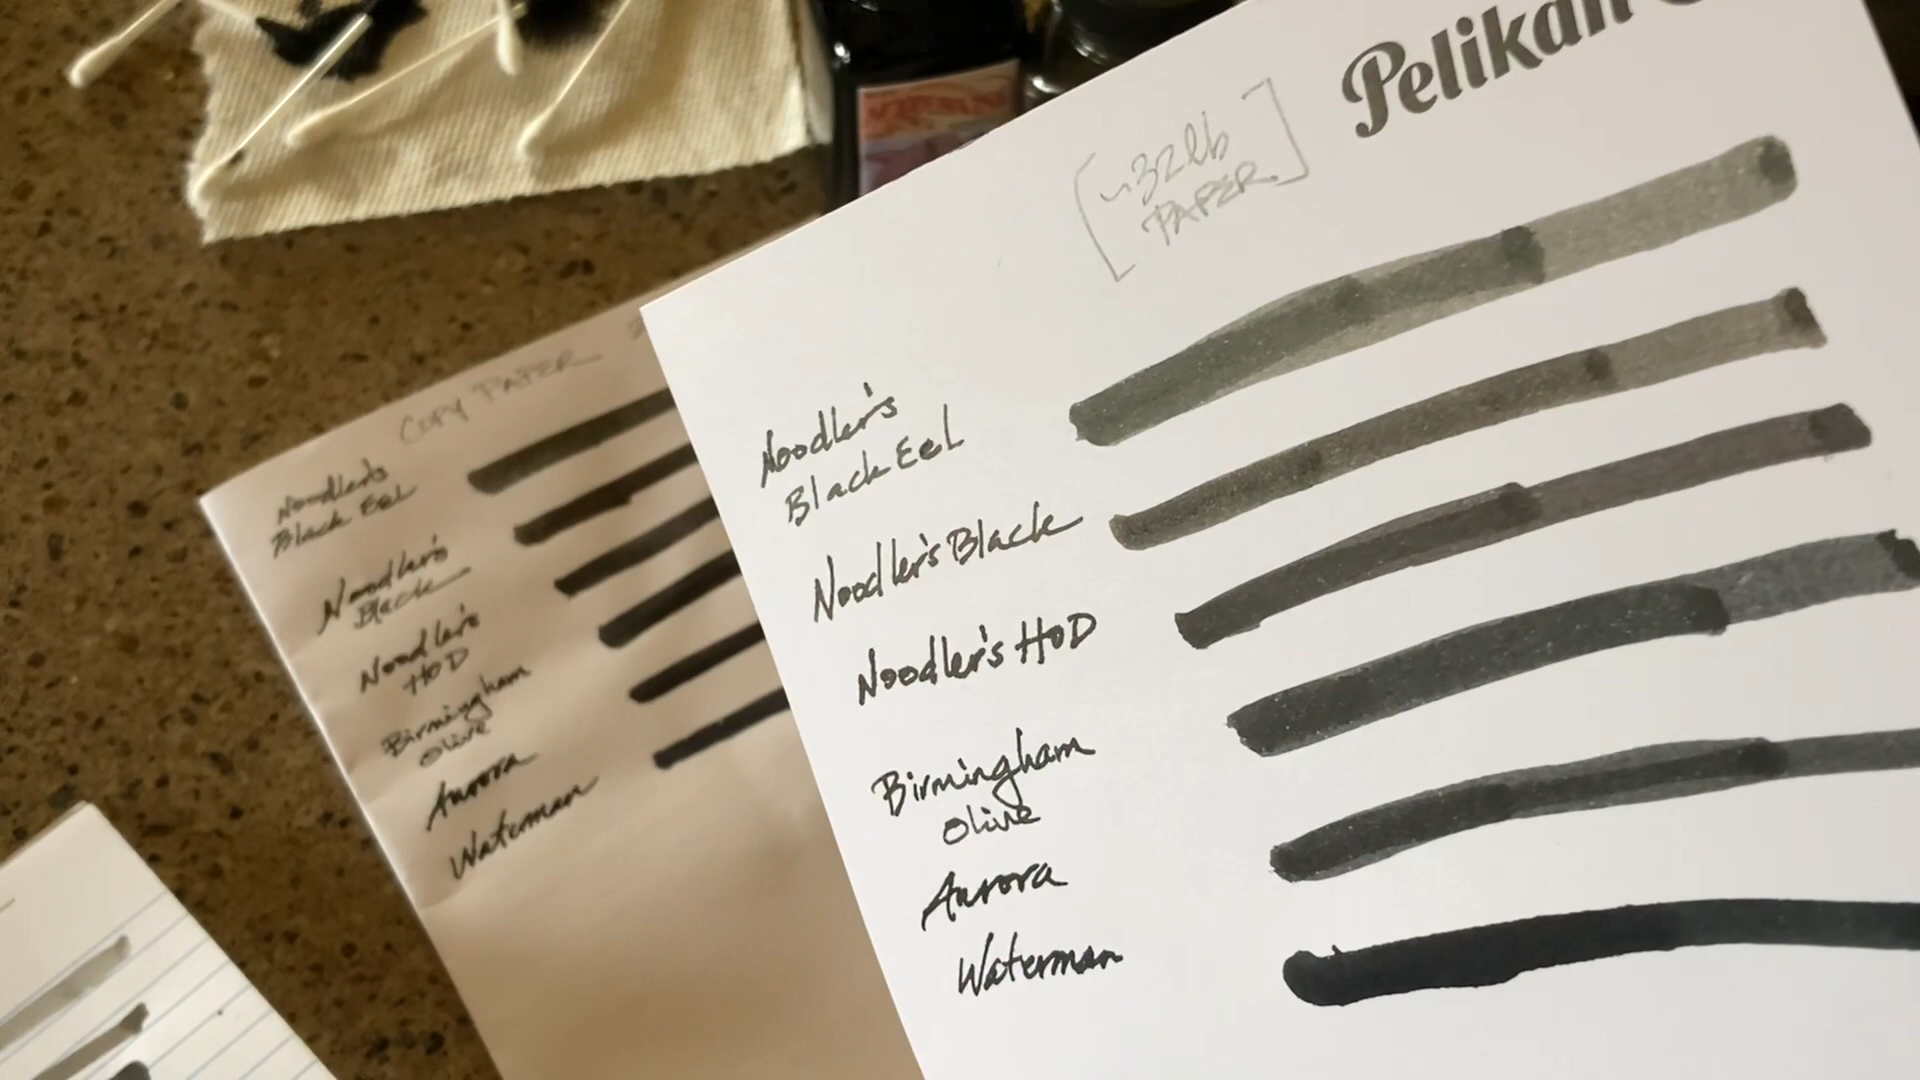 Pelikan
[~32lb
PAPER]
Noodler's
Black Eel
Noodler's Black
Noodler's HOD
Birmingham
Olive
Aurora
Waterman
COPY PAPER
Noodler's
Black Eel
Noodler's
Black
Noodler's
HOD
Birmingham
Olive
Aurora
Waterman